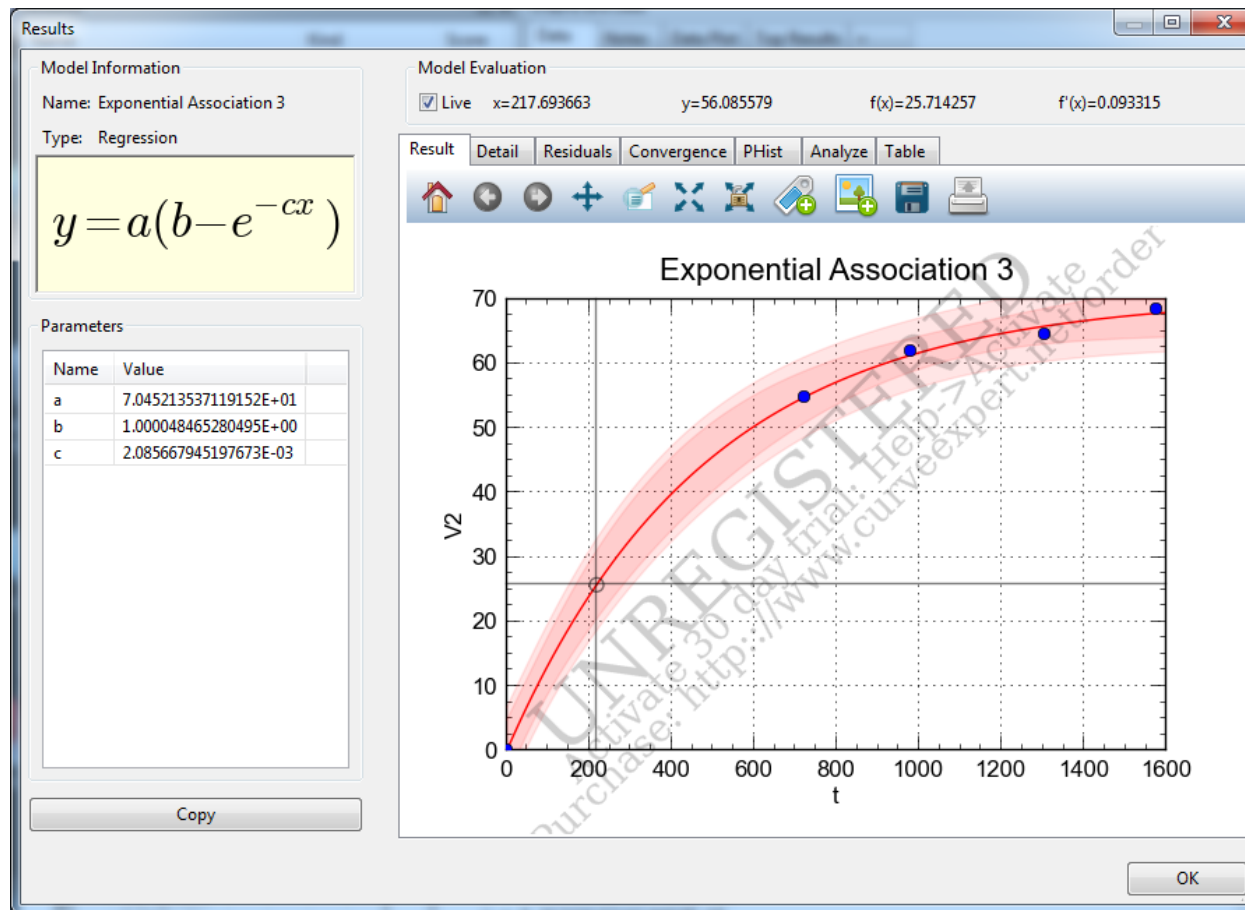 Results
Model Information
Name: Exponential Association 3
Type: Regression
y=a(b−e^{−cx})
Parameters
Name Value
a 7.045213537119152E+01
b 1.000048465280495E+00
c 2.085667945197673E-03
Copy
Model Evaluation
Live x=217.693663 y=56.085579 f(x)=25.714257 f'(x)=0.093315
Result Detail Residuals Convergence PHist Analyze Table
Exponential Association 3
70
60
50
40
30
20
10
0
V2
0 200 400 600 800 1000 1200 1400 1600
t
UNREGISTERED
Activate 30 day trial: Help->Activate
Purchase: http://www.curveexpert.net/order
OK